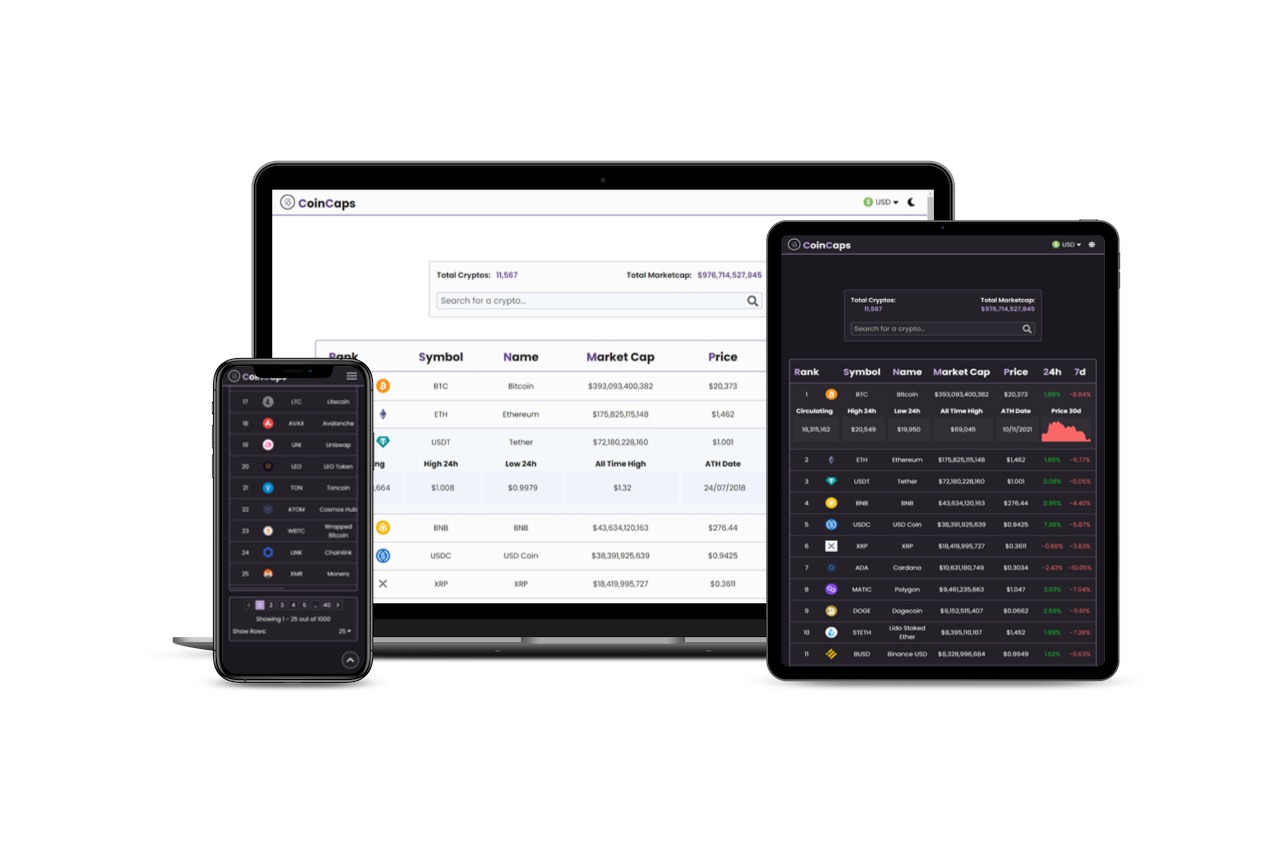 CoinCaps
USD
Total Cryptos: 11,567 Total Marketcap: $976,714,527,845
Search for a crypto...
Rank Symbol Name Market Cap Price
BTC Bitcoin $393,093,400,382 $20,373
ETH Ethereum $175,825,115,148 $1,462
USDT Tether $72,180,228,160 $1.001
ng High 24h Low 24h All Time High ATH Date
,664 $1.008 $0.9979 $1.32 24/07/2018
BNB BNB $43,634,120,163 $276.44
USDC USD Coin $38,391,925,639 $0.9425
XRP XRP $18,419,995,727 $0.3611
CoinCaps
17 LTC Litecoin
18 AVAX Avalanche
19 UNI Uniswap
20 LEO LEO Token
21 TON Toncoin
22 ATOM Cosmos Hub
23 WBTC Wrapped
Bitcoin
24 LINK Chainlink
25 XMR Monero
< 1 2 3 4 5 ... 40 >
Showing 1 - 25 out of 1000
Show Rows: 25
CoinCaps USD
Total Cryptos: Total Marketcap:
11,567 $976,714,527,845
Search for a crypto...
Rank Symbol Name Market Cap Price 24h 7d
1 BTC Bitcoin $393,093,400,382 $20,373 1.88% -8.84%
Circulating High 24h Low 24h All Time High ATH Date Price 30d
19,315,162 $20,549 $19,950 $69,045 10/11/2021
2 ETH Ethereum $175,825,115,148 $1,462 1.85% -6.77%
3 USDT Tether $72,180,228,160 $1.001 0.08% -0.05%
4 BNB BNB $43,634,120,163 $276.44 0.95% -4.40%
5 USDC USD Coin $38,391,925,639 $0.9425 7.39% -5.87%
6 XRP XRP $18,419,995,727 $0.3611 -0.68% -3.83%
7 ADA Cardano $10,631,180,749 $0.3034 -2.43% -10.05%
8 MATIC Polygon $9,461,235,663 $1.047 3.03% -7.04%
9 DOGE Dogecoin $9,152,515,407 $0.0662 2.59% -11.61%
10 STETH Lido Staked
Ether $8,395,110,107 $1,452 1.99% -7.26%
11 BUSD Binance USD $8,328,996,664 $0.9949 1.02% -0.63%